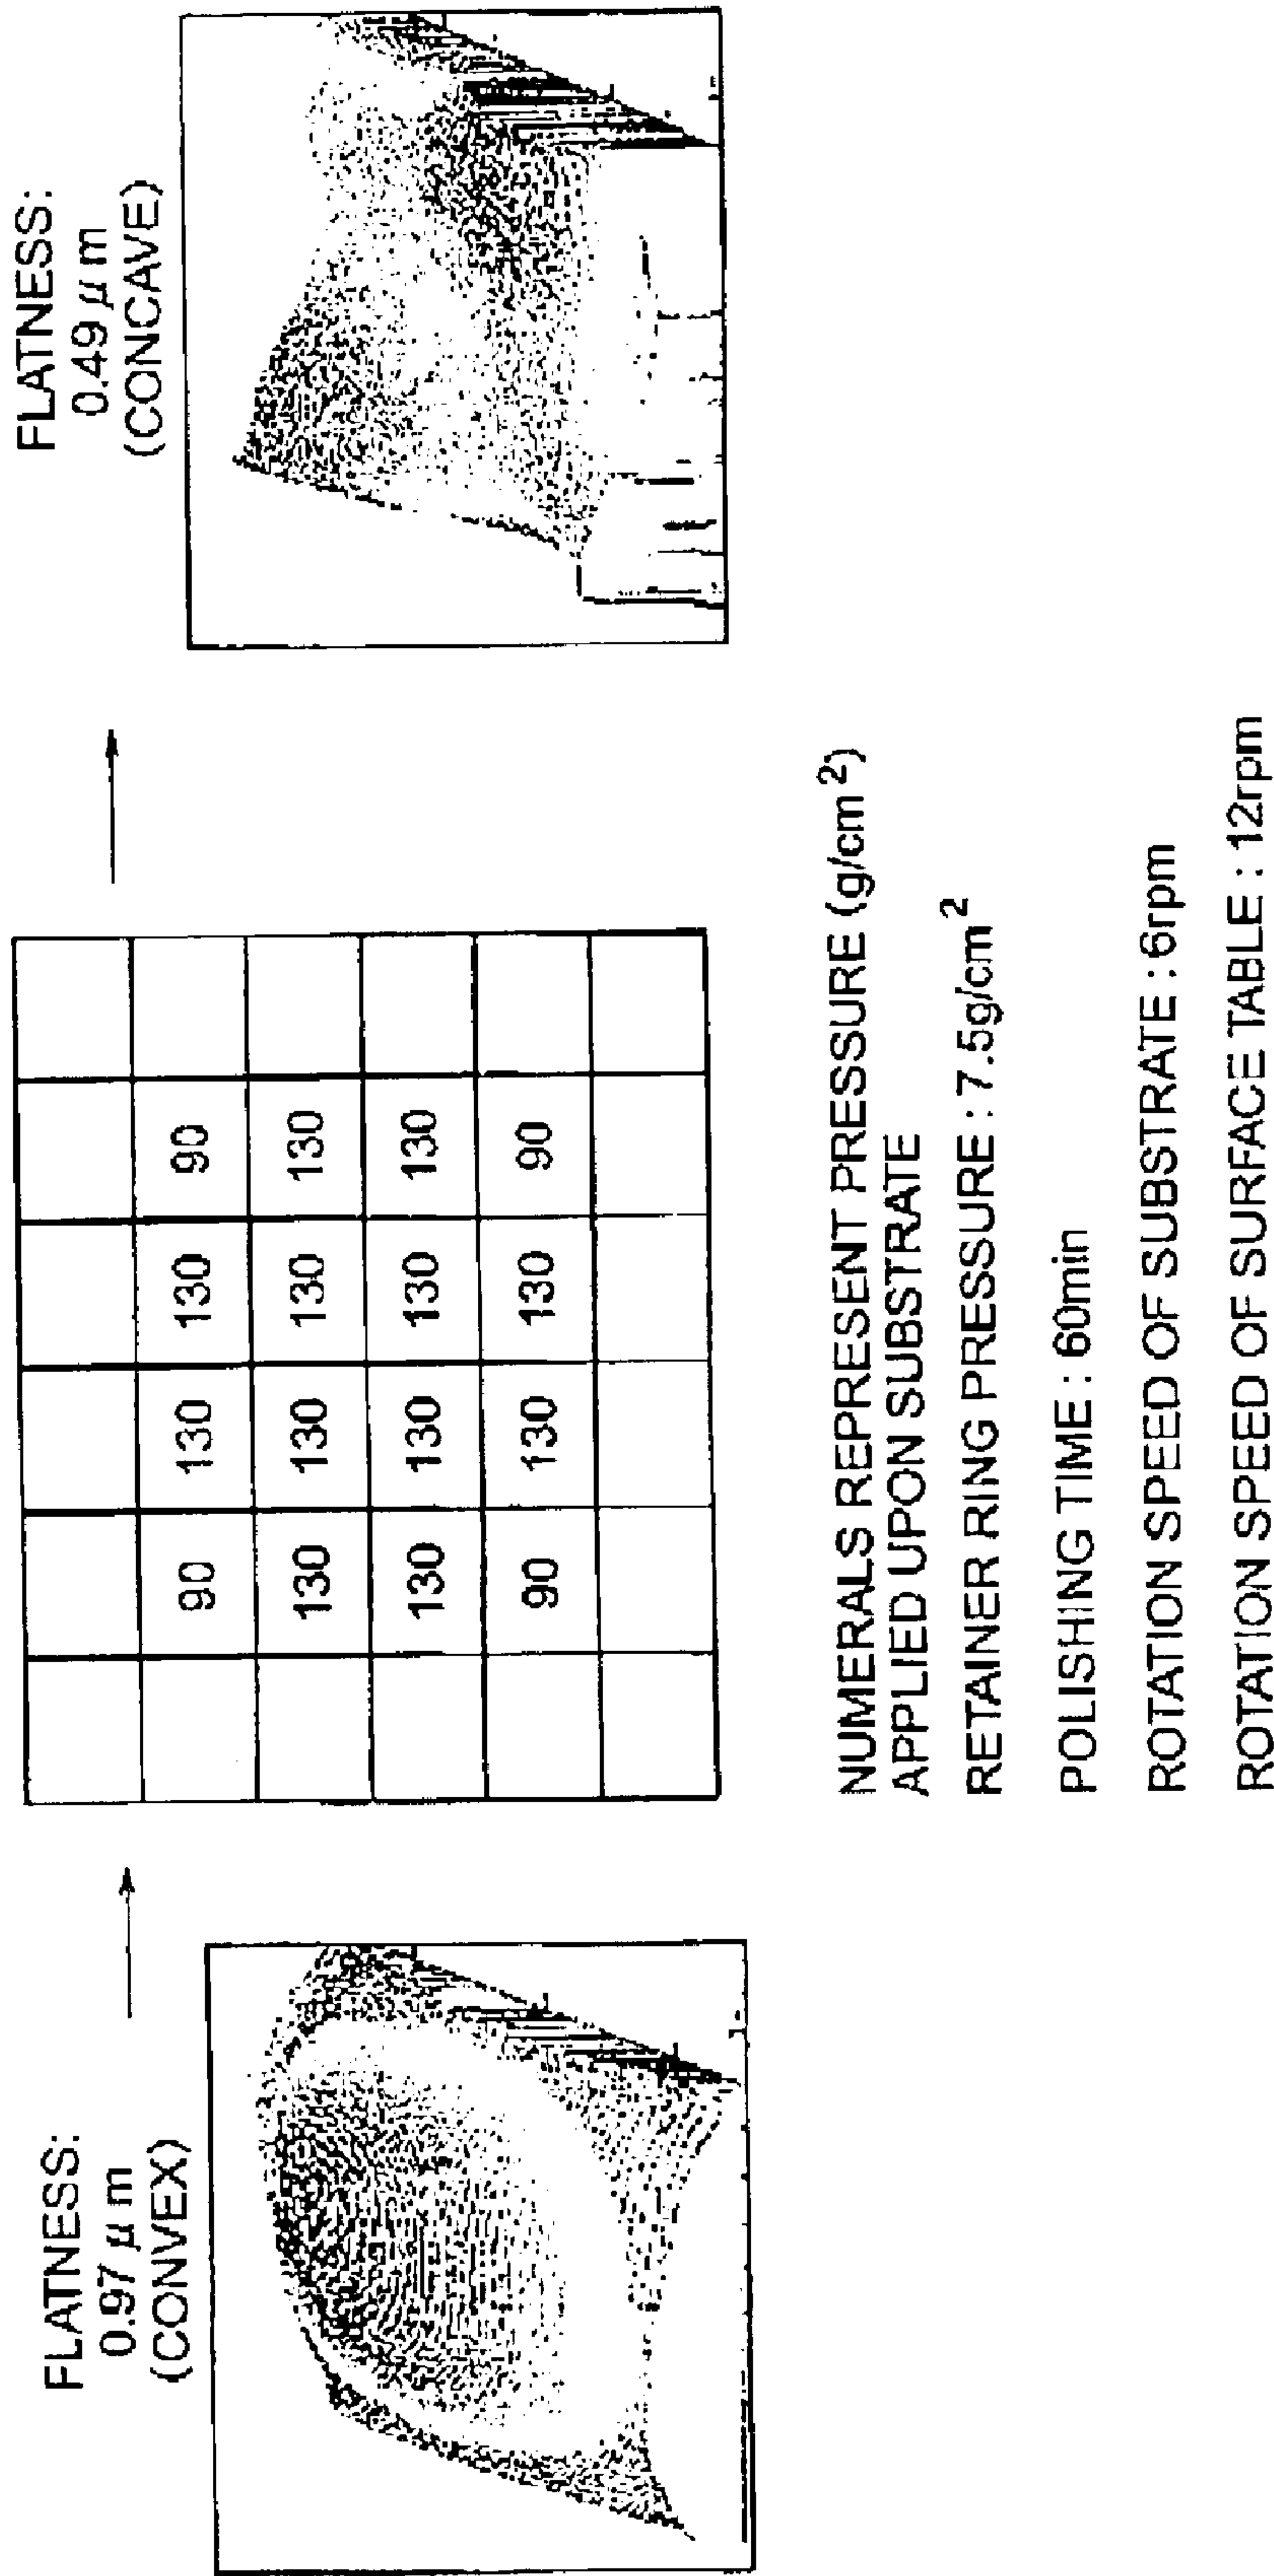 FLATNESS:
0.97 μm
(CONVEX)
90 130 130 90
130 130 130 130
130 130 130 130
90 130 130 90
NUMERALS REPRESENT PRESSURE (g/cm²)
APPLIED UPON SUBSTRATE
RETAINER RING PRESSURE : 7.5g/cm²
POLISHING TIME : 60min
ROTATION SPEED OF SUBSTRATE : 6rpm
ROTATION SPEED OF SURFACE TABLE : 12rpm
FLATNESS:
0.49 μm
(CONCAVE)